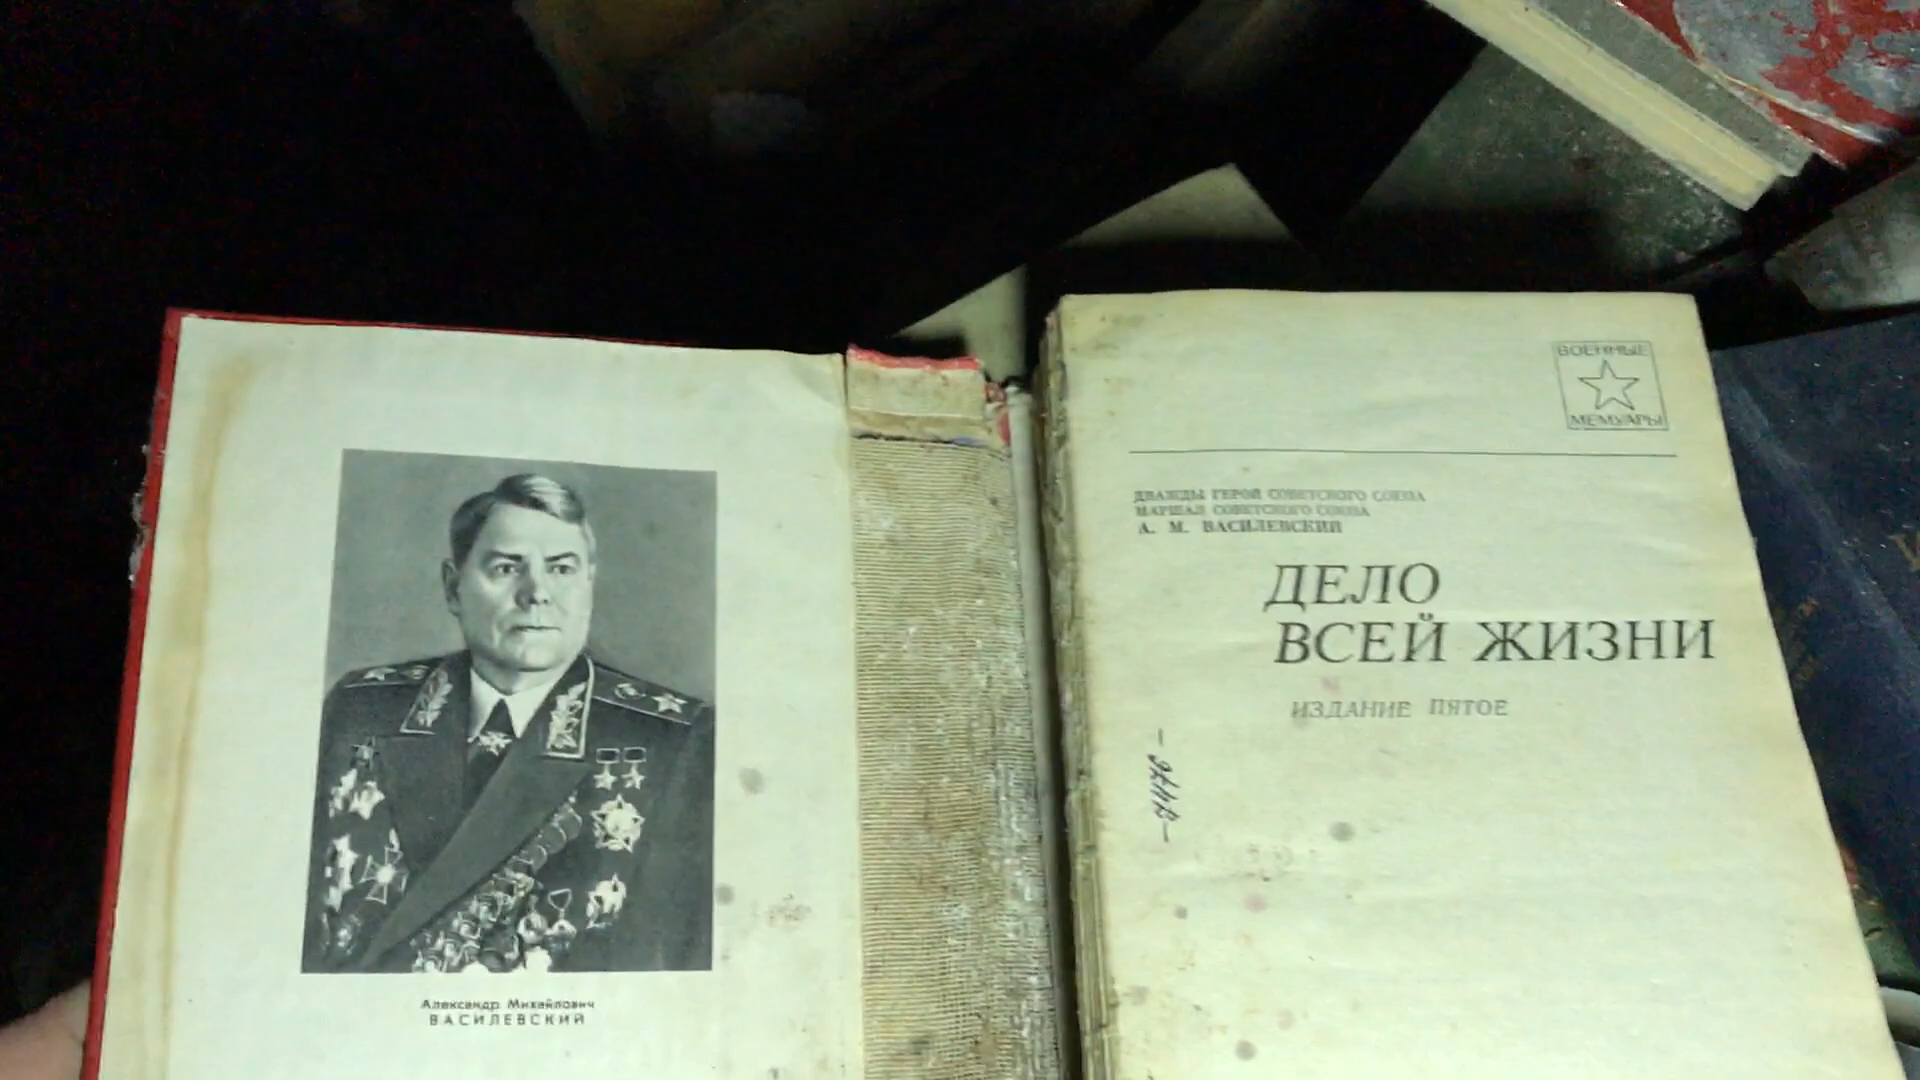 Александр Михайлович
ВАСИЛЕВСКИЙ
ВОЕННЫЕ
МЕМУАРЫ
ДВАЖДЫ ГЕРОЙ СОВЕТСКОГО СОЮЗА
МАРШАЛ СОВЕТСКОГО СОЮЗА
А. М. ВАСИЛЕВСКИЙ
ДЕЛО
ВСЕЙ ЖИЗНИ
ИЗДАНИЕ ПЯТОЕ